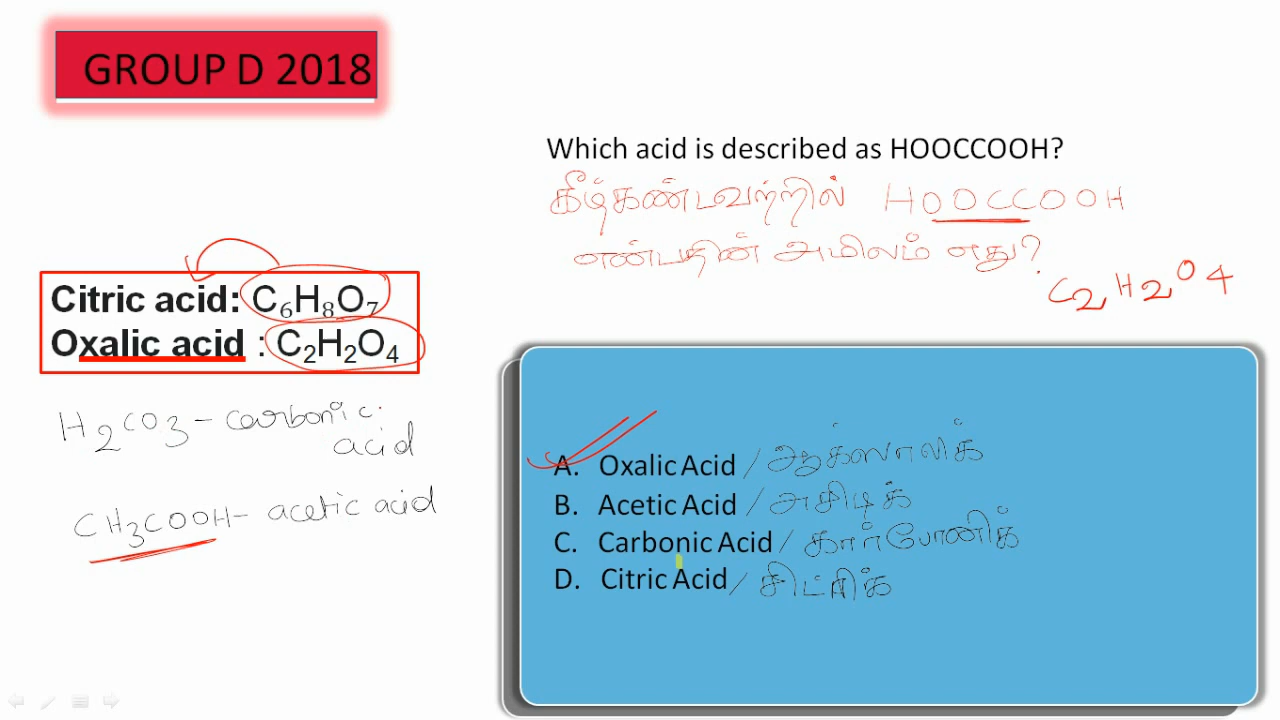 GROUP D 2018
Which acid is described as HOOCCOOH?
கீழ்கண்டவற்றில் HOOCCOOH
என்பதின் அமிலம் எது?
C2H2O4
Citric acid: C₆H₈O₇
Oxalic acid : C₂H₂O₄
H2CO3 - carbonic
acid
CH3COOH - acetic acid
A. Oxalic Acid / ஆக்ஸாலிக்
B. Acetic Acid / அசிடிக்
C. Carbonic Acid / கார்போனிக்
D. Citric Acid / சிட்ரிக்